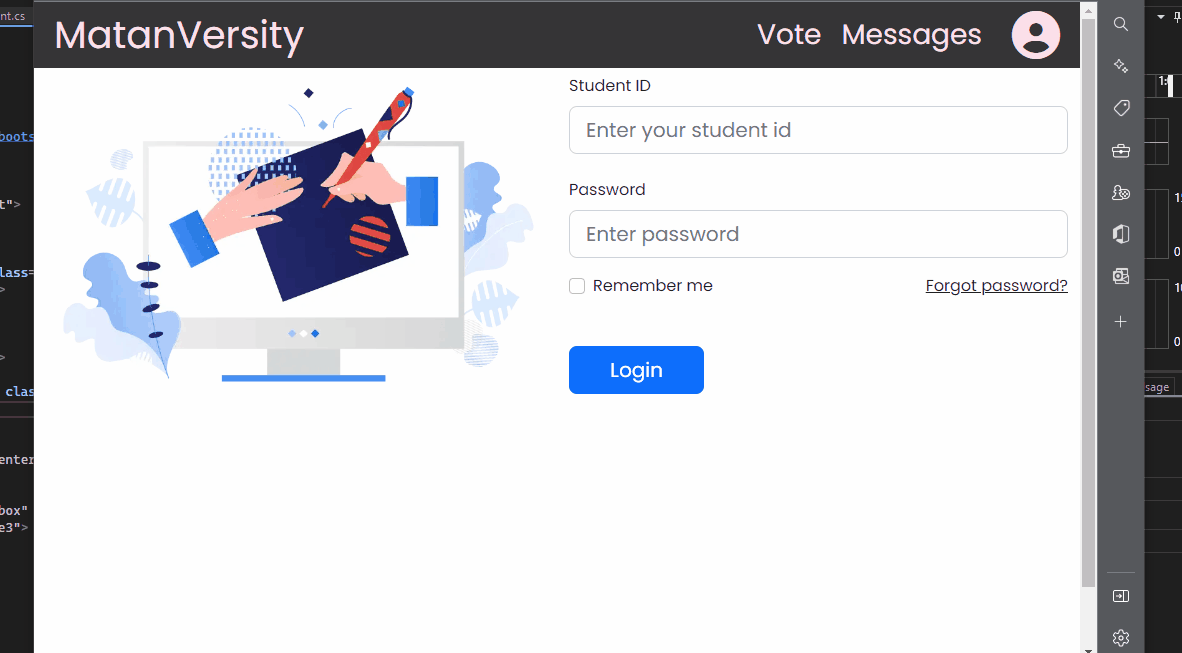 nt.cs
MatanVersity
Vote Messages
Student ID
Enter your student id
Password
Enter password
Remember me
Forgot password?
Login
boots
t">
lass=
>
>
clas
enter
box"
e3">
1:
1
0
10
0
sage